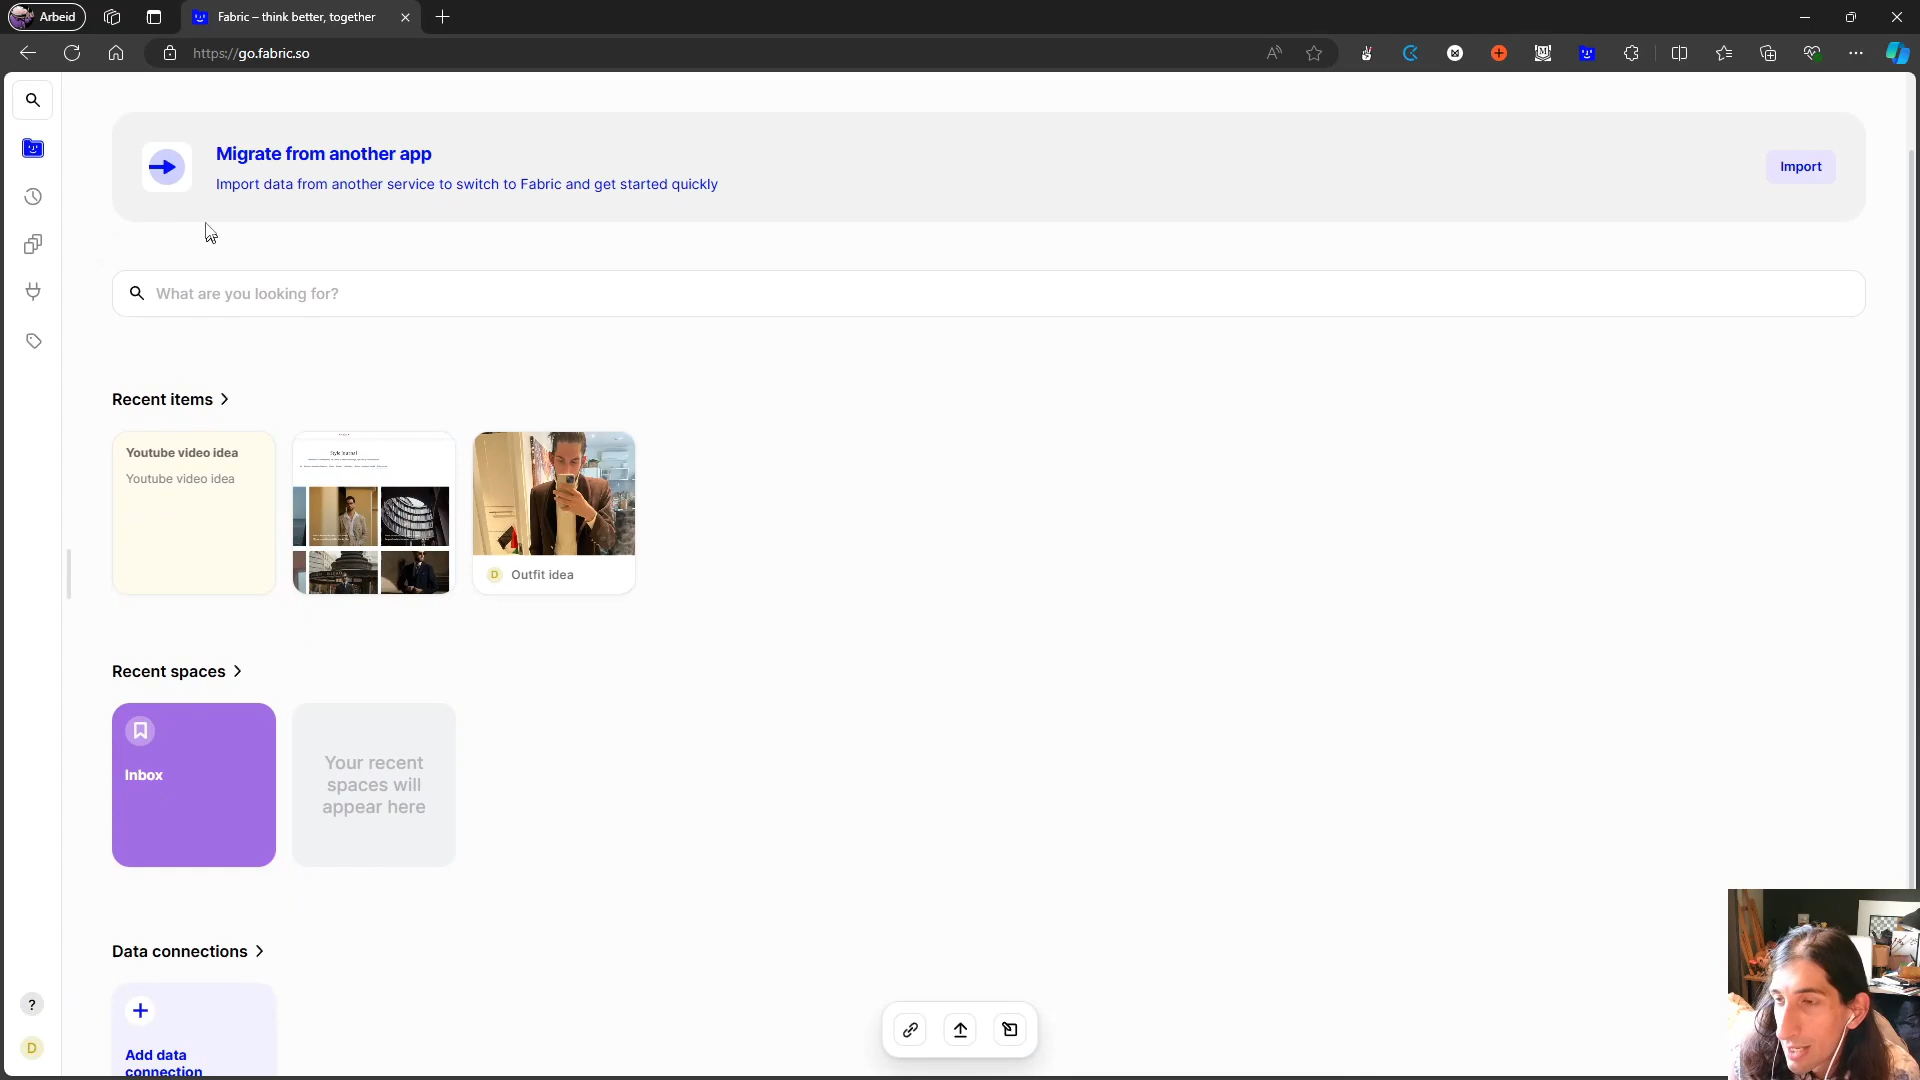 Arbeid
Fabric – think better, together
https://go.fabric.so
Migrate from another app
Import data from another service to switch to Fabric and get started quickly
Import
What are you looking for?
Recent items
Youtube video idea
Youtube video idea
Style Journal
D Outfit idea
Recent spaces
Inbox
Your recent
spaces will
appear here
Data connections
Add data
connection
?
D